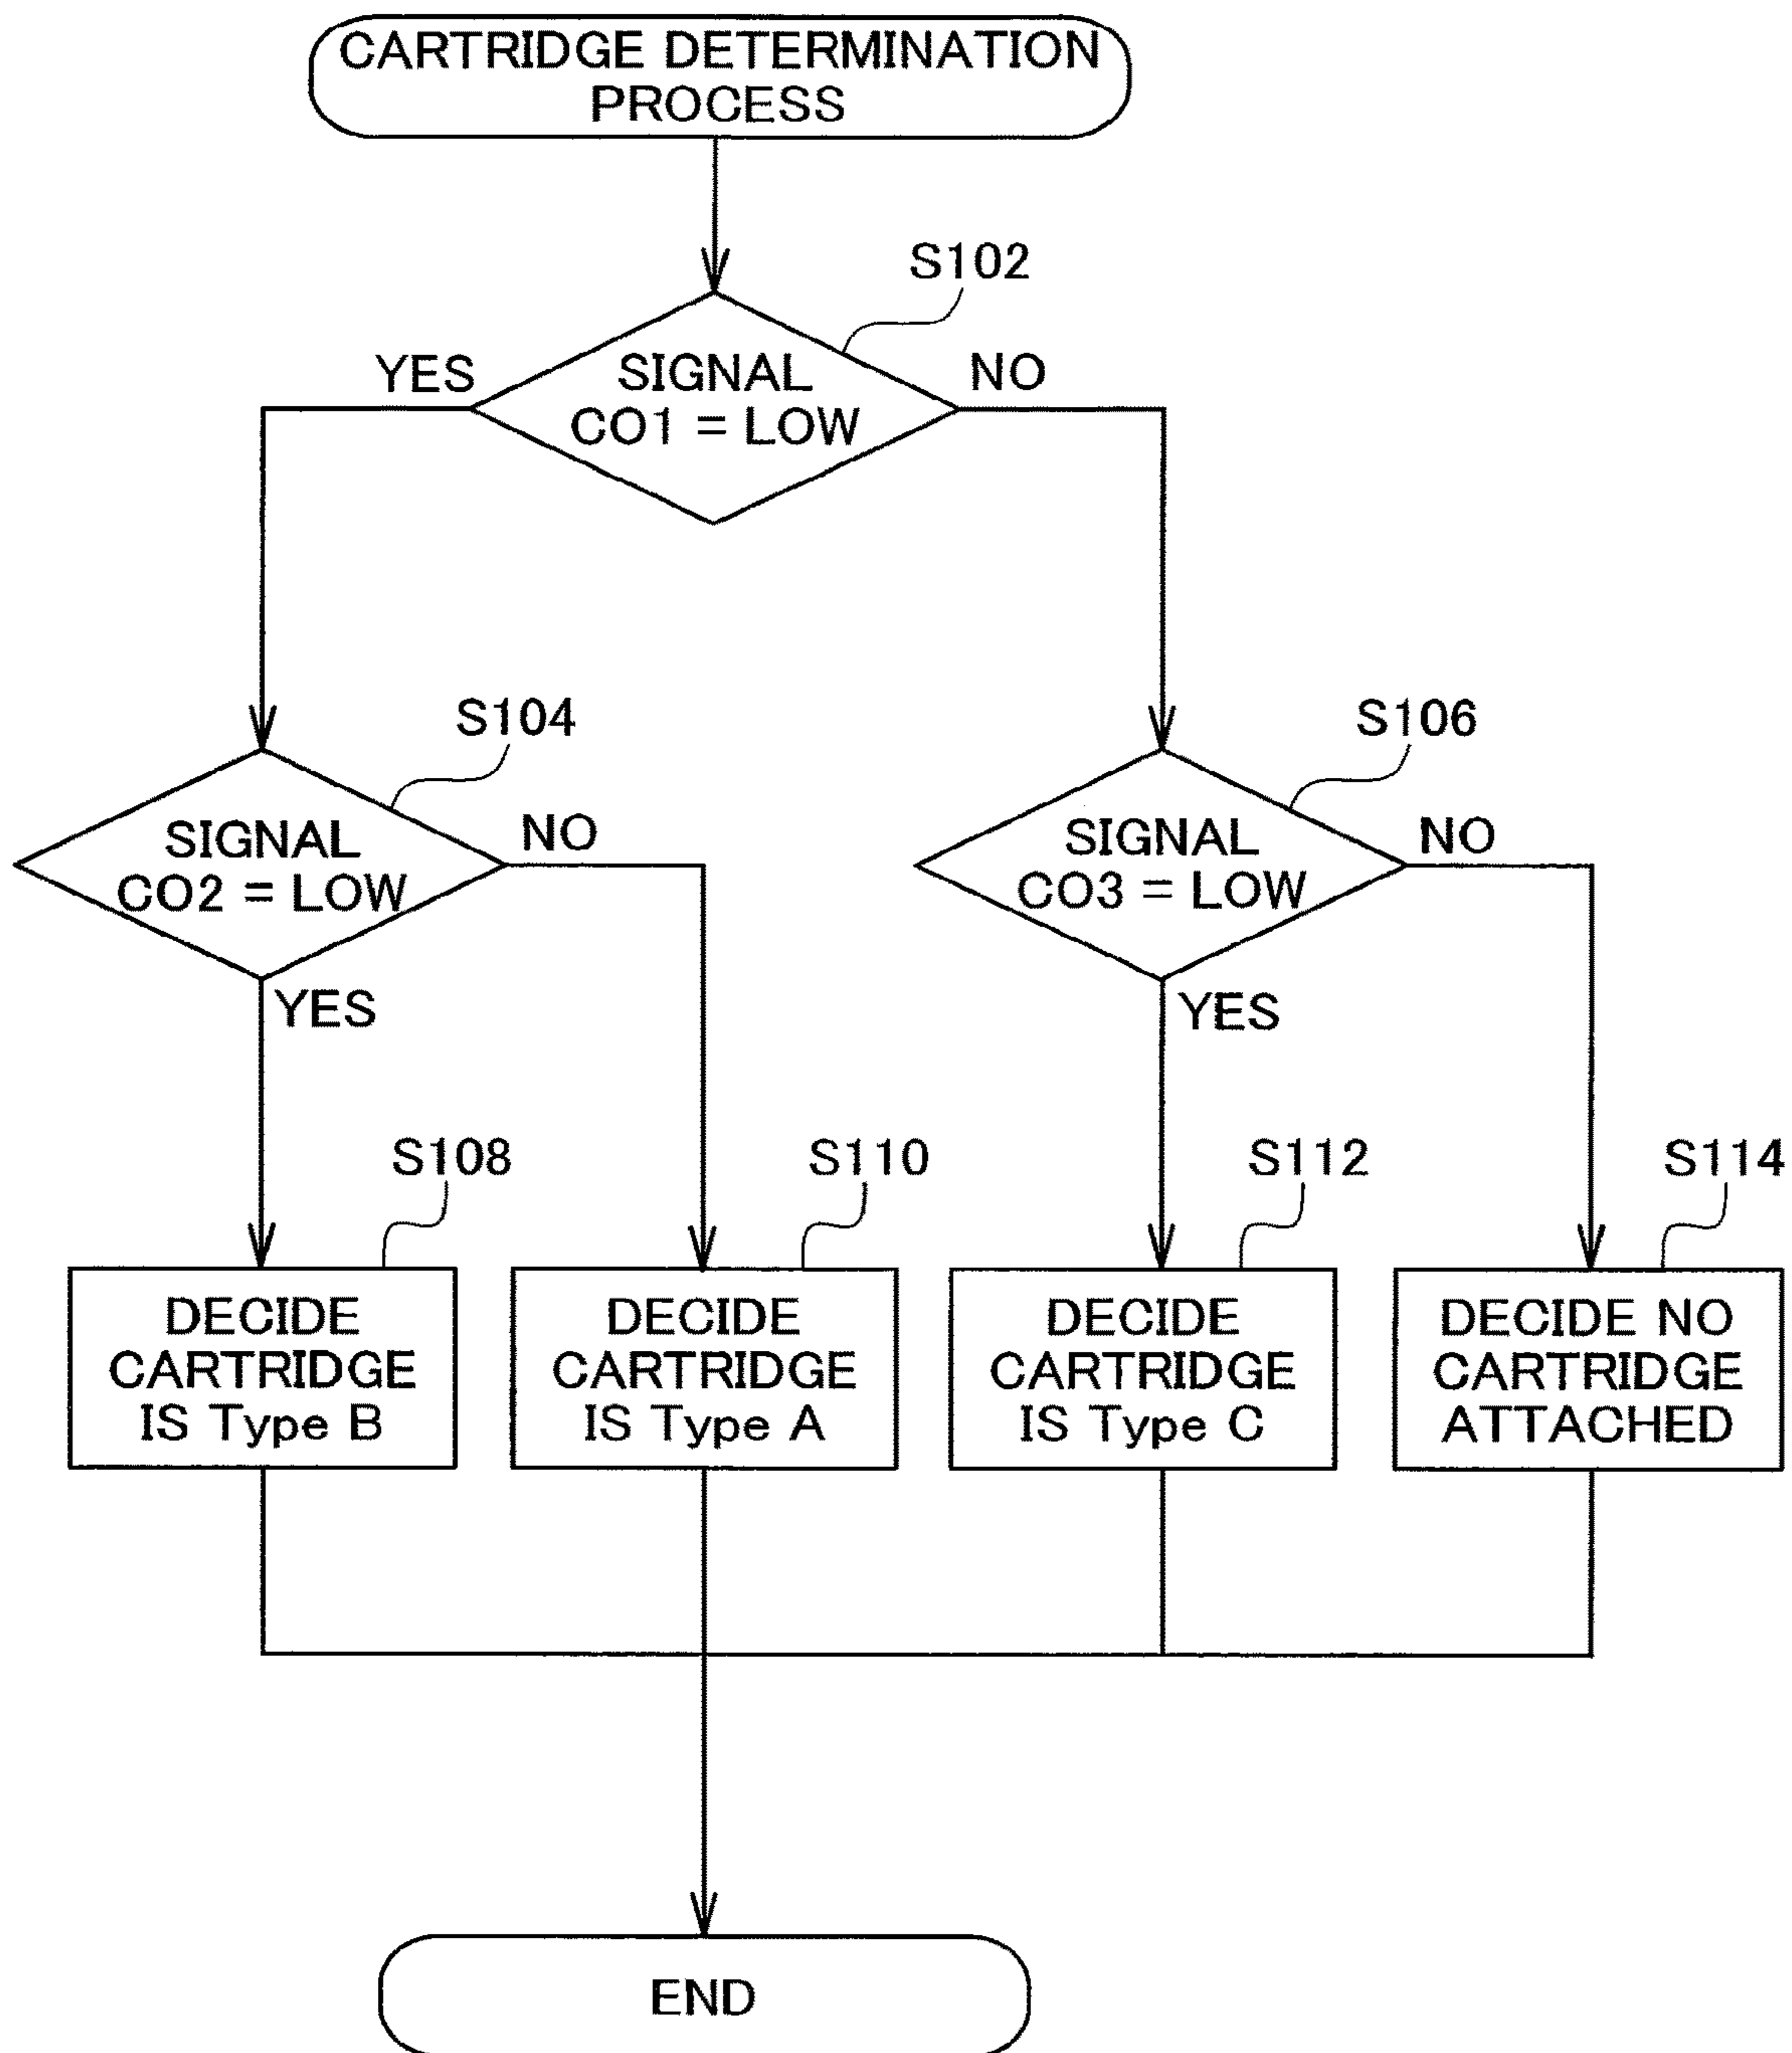 CARTRIDGE DETERMINATION
PROCESS
S102
YES
SIGNAL
CO1 = LOW
NO
S104
SIGNAL
CO2 = LOW
NO
YES
S106
SIGNAL
CO3 = LOW
NO
YES
S108
DECIDE
CARTRIDGE
IS Type B
S110
DECIDE
CARTRIDGE
IS Type A
S112
DECIDE
CARTRIDGE
IS Type C
S114
DECIDE NO
CARTRIDGE
ATTACHED
END